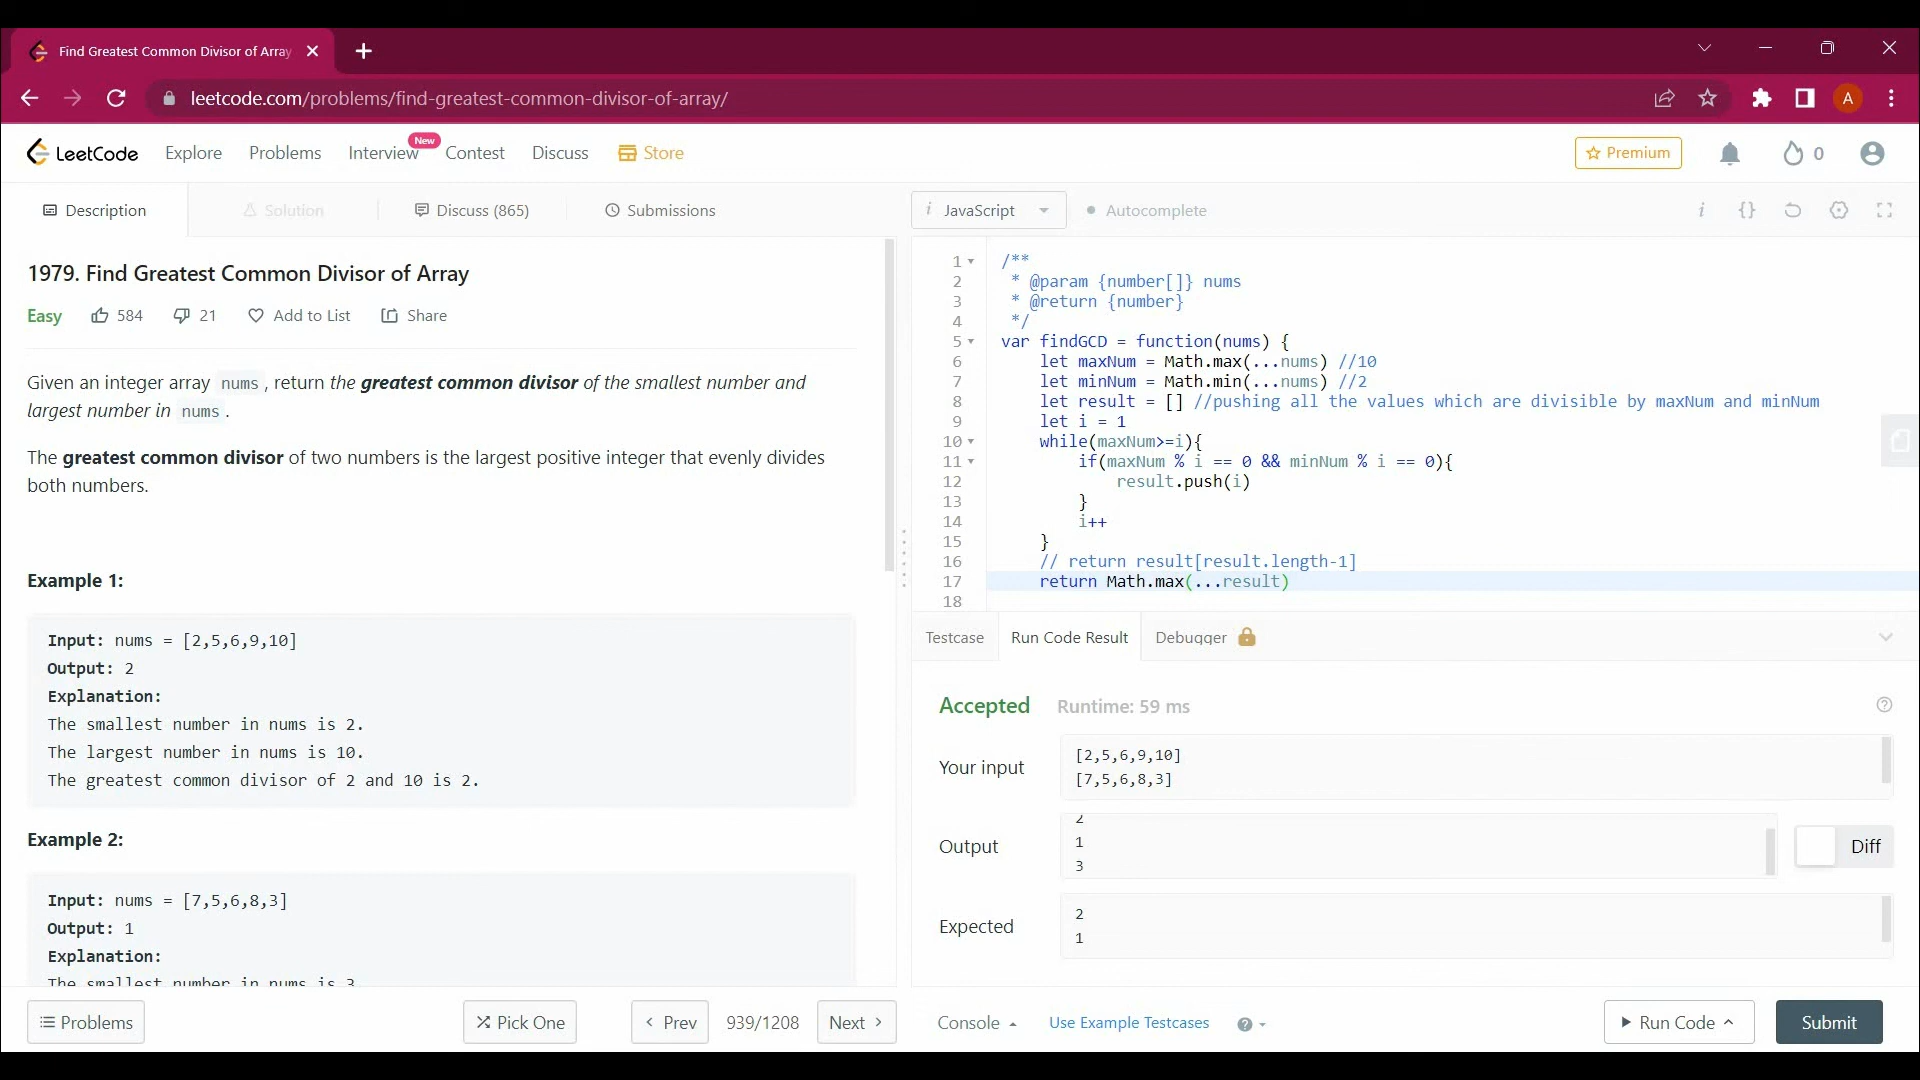 Find Greatest Common Divisor of Array
leetcode.com/problems/find-greatest-common-divisor-of-array/
A
LeetCode
Explore
Problems
Interview
New
Contest
Discuss
Store
Premium
0
Description
Solution
Discuss (865)
Submissions
1979. Find Greatest Common Divisor of Array
Easy
584
21
Add to List
Share
Given an integer array nums, return the greatest common divisor of the smallest number and
largest number in nums.
The greatest common divisor of two numbers is the largest positive integer that evenly divides
both numbers.
Example 1:
Input: nums = [2,5,6,9,10]
Output: 2
Explanation:
The smallest number in nums is 2.
The largest number in nums is 10.
The greatest common divisor of 2 and 10 is 2.
Example 2:
Input: nums = [7,5,6,8,3]
Output: 1
Explanation:
The smallest number in nums is 3
Problems
Pick One
Prev
939/1208
Next
i JavaScript
Autocomplete
i {}
1 /**
2 * @param {number[]} nums
3 * @return {number}
4 */
5 var findGCD = function(nums) {
6 let maxNum = Math.max(...nums) //10
7 let minNum = Math.min(...nums) //2
8 let result = [] //pushing all the values which are divisible by maxNum and minNum
9 let i = 1
10 while(maxNum>=i){
11 if(maxNum % i == 0 && minNum % i == 0){
12 result.push(i)
13 }
14 i++
15 }
16 // return result[result.length-1]
17 return Math.max(...result)
18
Testcase
Run Code Result
Debugger
Accepted
Runtime: 59 ms
?
Your input
[2,5,6,9,10]
[7,5,6,8,3]
Output
2
1
3
Diff
Expected
2
1
Console
Use Example Testcases
?
Run Code
Submit